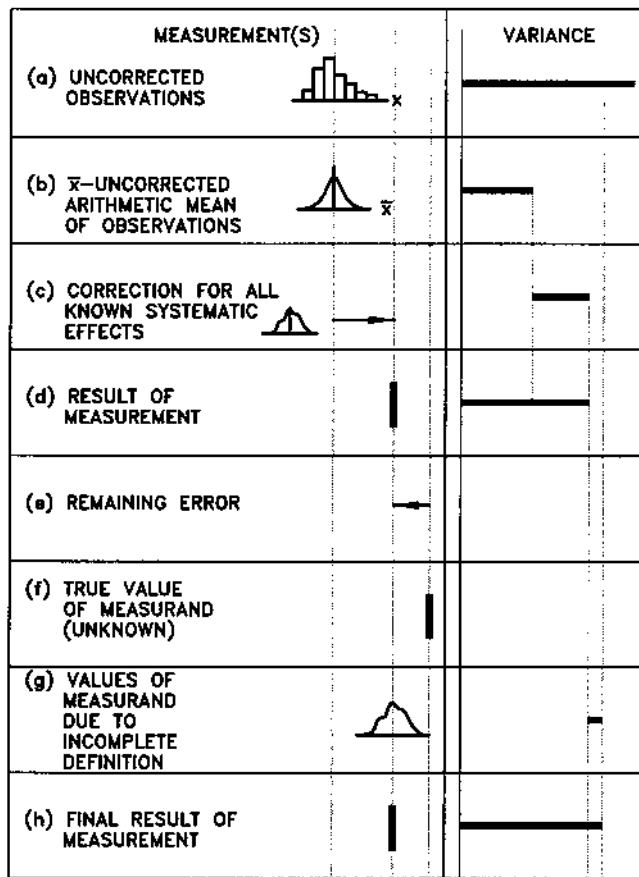 MEASUREMENT(S)
VARIANCE
(a) UNCORRECTED
OBSERVATIONS
x
(b) x̅-UNCORRECTED
ARITHMETIC MEAN
OF OBSERVATIONS
x̅
(c) CORRECTION FOR ALL
KNOWN SYSTEMATIC
EFFECTS
(d) RESULT OF
MEASUREMENT
(e) REMAINING ERROR
(f) TRUE VALUE
OF MEASURAND
(UNKNOWN)
(g) VALUES OF
MEASURAND
DUE TO
INCOMPLETE
DEFINITION
(h) FINAL RESULT OF
MEASUREMENT